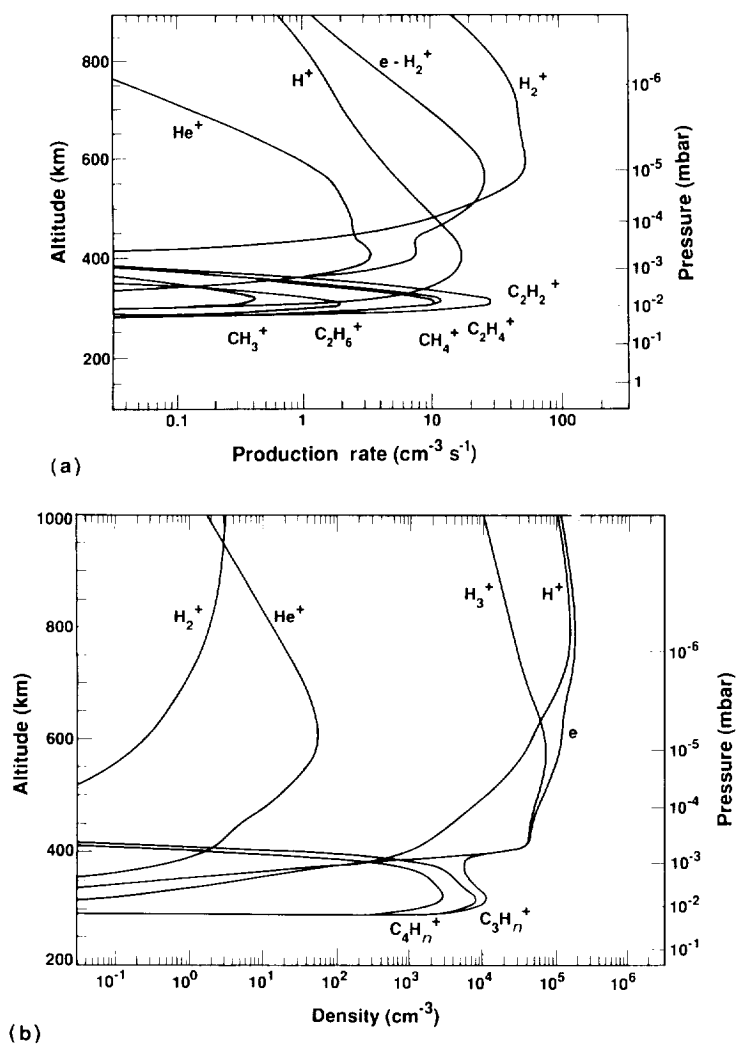 H⁺
e - H₂⁺
H₂⁺
He⁺
CH₃⁺
C₂H₆⁺
CH₄⁺
C₂H₄⁺
C₂H₂⁺
800
600
400
200
Altitude (km)
10⁻⁶
10⁻⁵
10⁻⁴
10⁻³
10⁻²
10⁻¹
1
Pressure (mbar)
0.1 1 10 100
Production rate (cm⁻³ s⁻¹)
(a)
1000
800
600
400
200
Altitude (km)
H₂⁺
He⁺
H₃⁺
H⁺
e
C₄Hₙ⁺
C₃Hₙ⁺
10⁻⁶
10⁻⁵
10⁻⁴
10⁻³
10⁻²
10⁻¹
Pressure (mbar)
10⁻¹ 10⁰ 10¹ 10² 10³ 10⁴ 10⁵ 10⁶
Density (cm⁻³)
(b)